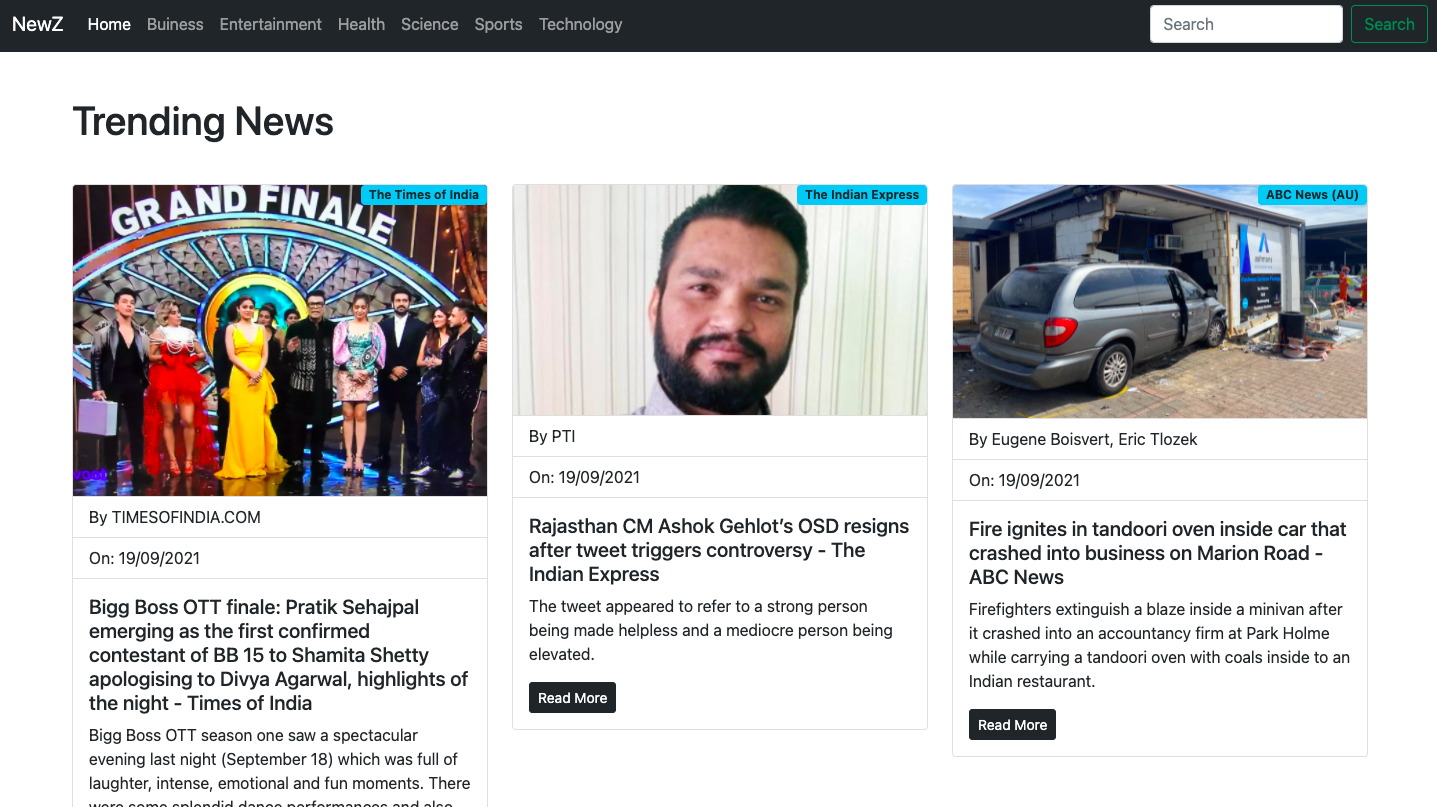 NewZ Home Buiness Entertainment Health Science Sports Technology Search Search
Trending News
The Times of India
GRAND FINALE
voot
By TIMESOFINDIA.COM
On: 19/09/2021
Bigg Boss OTT finale: Pratik Sehajpal
emerging as the first confirmed
contestant of BB 15 to Shamita Shetty
apologising to Divya Agarwal, highlights of
the night - Times of India
Bigg Boss OTT season one saw a spectacular
evening last night (September 18) which was full of
laughter, intense, emotional and fun moments. There
were some splendid dance performances and also
The Indian Express
By PTI
On: 19/09/2021
Rajasthan CM Ashok Gehlot’s OSD resigns
after tweet triggers controversy - The
Indian Express
The tweet appeared to refer to a strong person
being made helpless and a mediocre person being
elevated.
Read More
ABC News (AU)
By Eugene Boisvert, Eric Tlozek
On: 19/09/2021
Fire ignites in tandoori oven inside car that
crashed into business on Marion Road -
ABC News
Firefighters extinguish a blaze inside a minivan after
it crashed into an accountancy firm at Park Holme
while carrying a tandoori oven with coals inside to an
Indian restaurant.
Read More